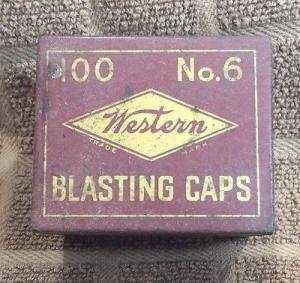 100 No.6
Western
TRADE MARK
BLASTING CAPS